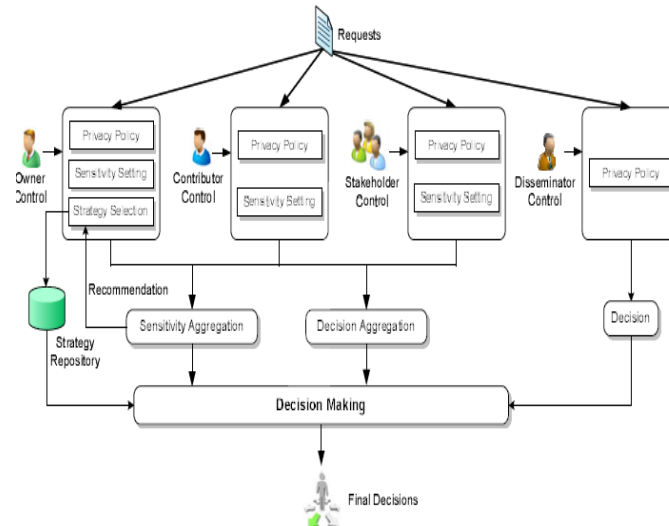 Requests
Owner
Control
Privacy Policy
Sensitivity Setting
Strategy Selection
Contributor
Control
Privacy Policy
Sensitivity Setting
Stakeholder
Control
Privacy Policy
Sensitivity Setting
Disseminator
Control
Privacy Policy
Recommendation
Strategy
Repository
Sensitivity Aggregation
Decision Aggregation
Decision
Decision Making
Final Decisions